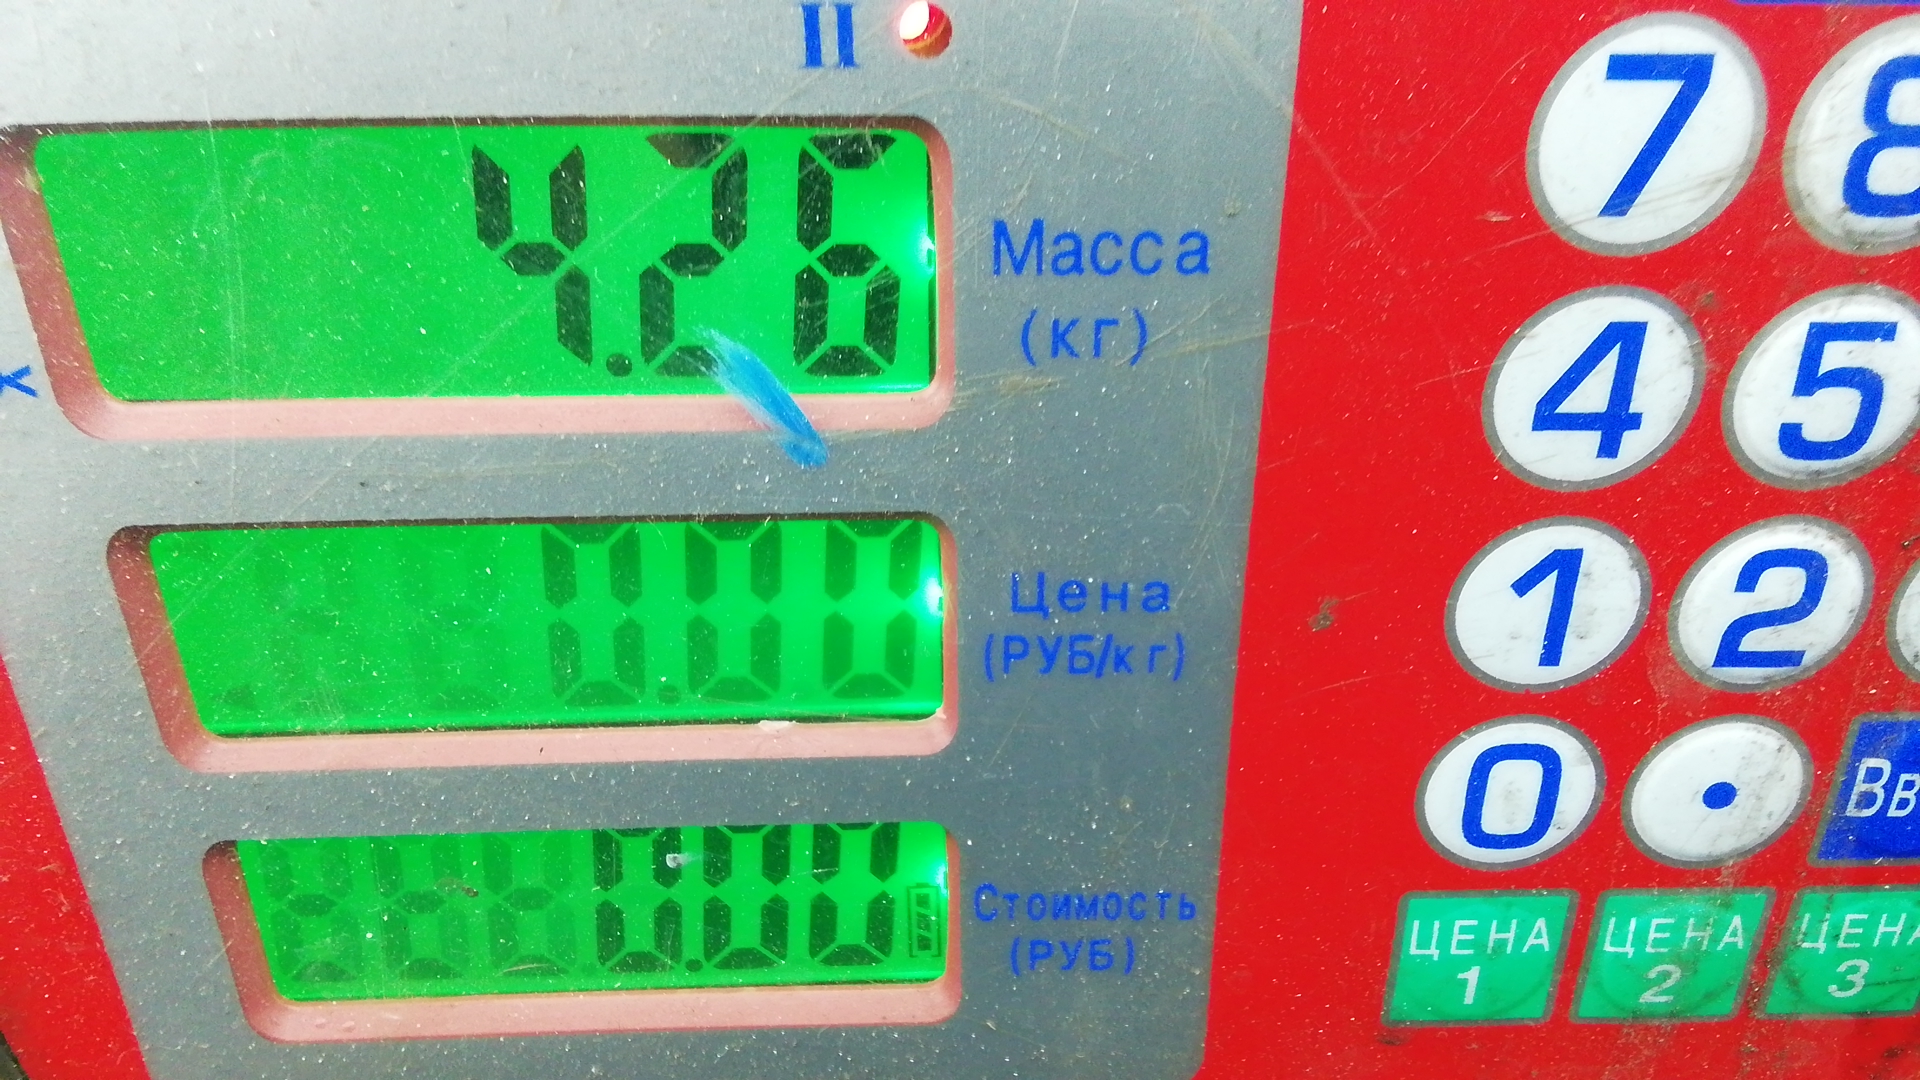 II
x
4.26
Масса
(кг)
0.00
Цена
(РУБ/кг)
0.00
Стоимость
(РУБ)
7 8
4 5
1 2
0 . Вв
ЦЕНА 1
ЦЕНА 2
ЦЕНА 3